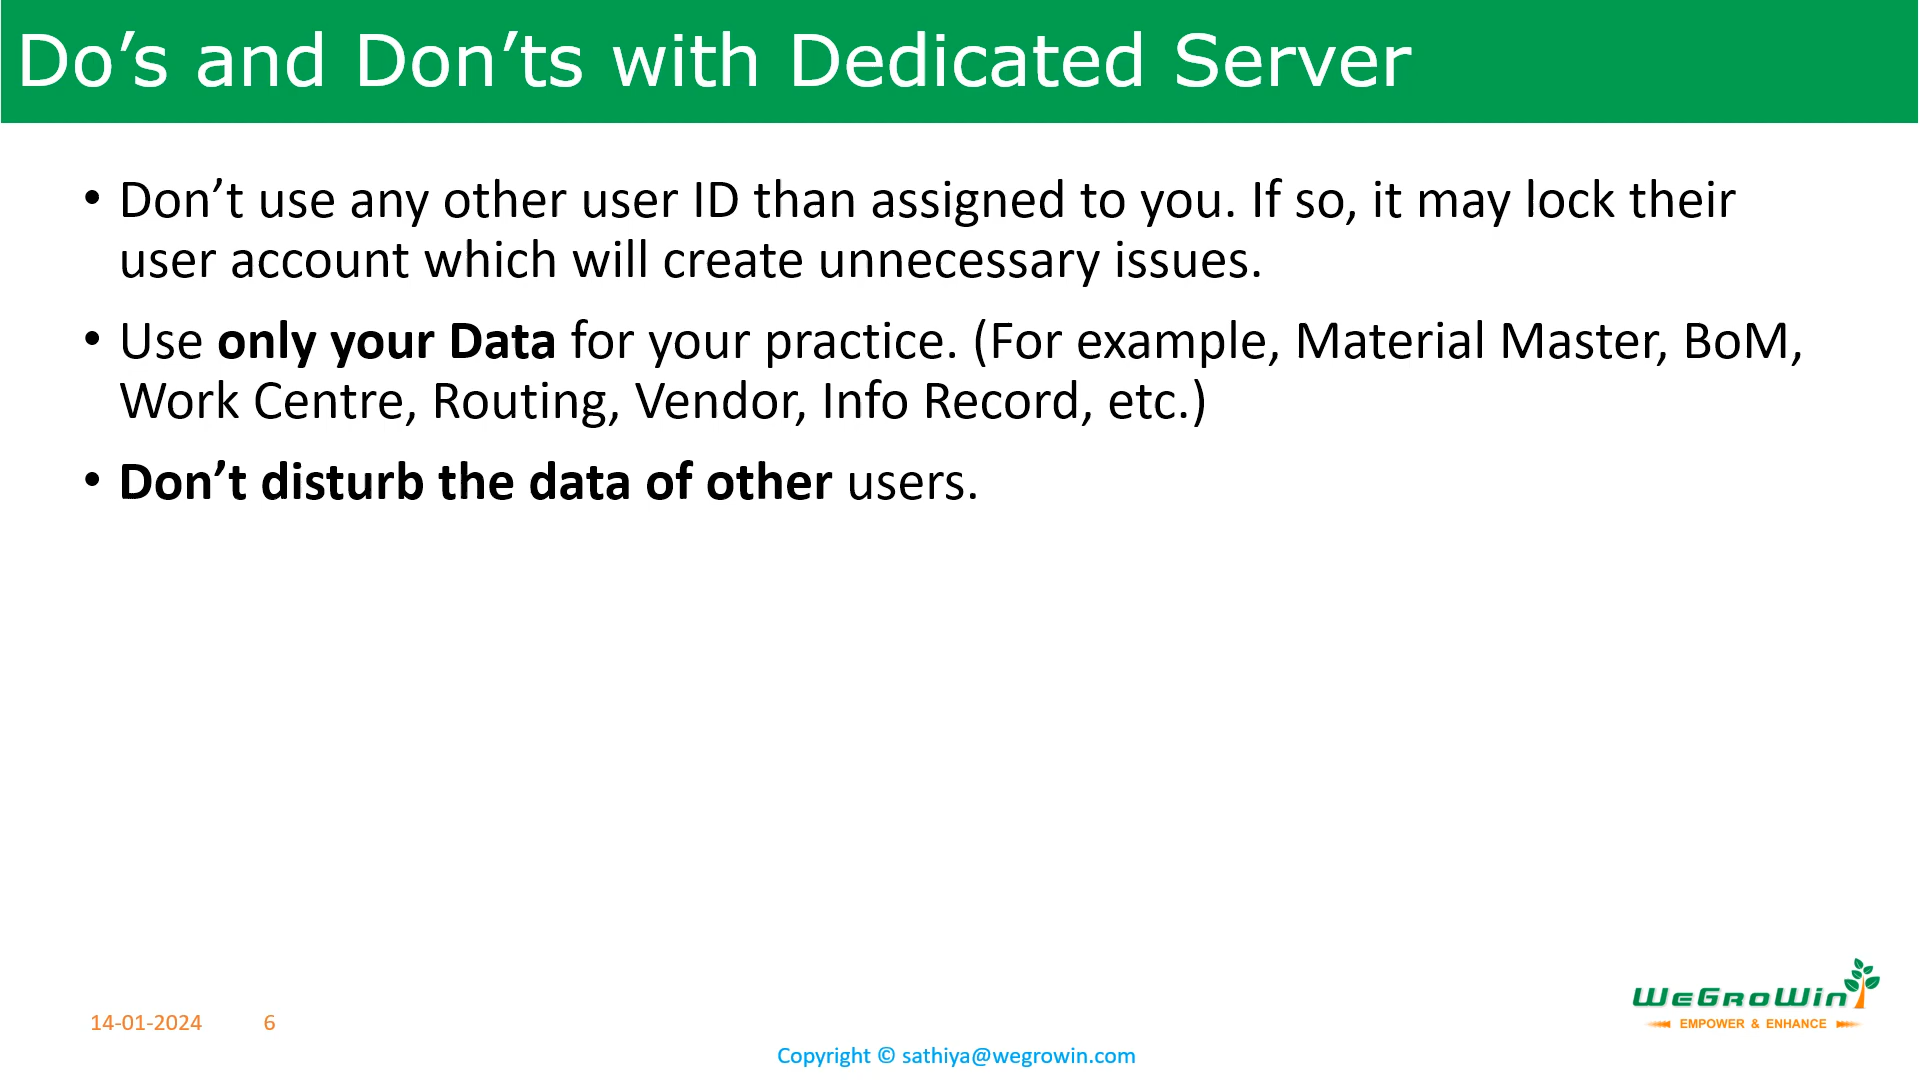 Do’s and Don’ts with Dedicated Server
• Don’t use any other user ID than assigned to you. If so, it may lock their
user account which will create unnecessary issues.
• Use only your Data for your practice. (For example, Material Master, BoM,
Work Centre, Routing, Vendor, Info Record, etc.)
• Don’t disturb the data of other users.
WeGroWin
EMPOWER & ENHANCE
14-01-2024 6
Copyright © sathiya@wegrowin.com